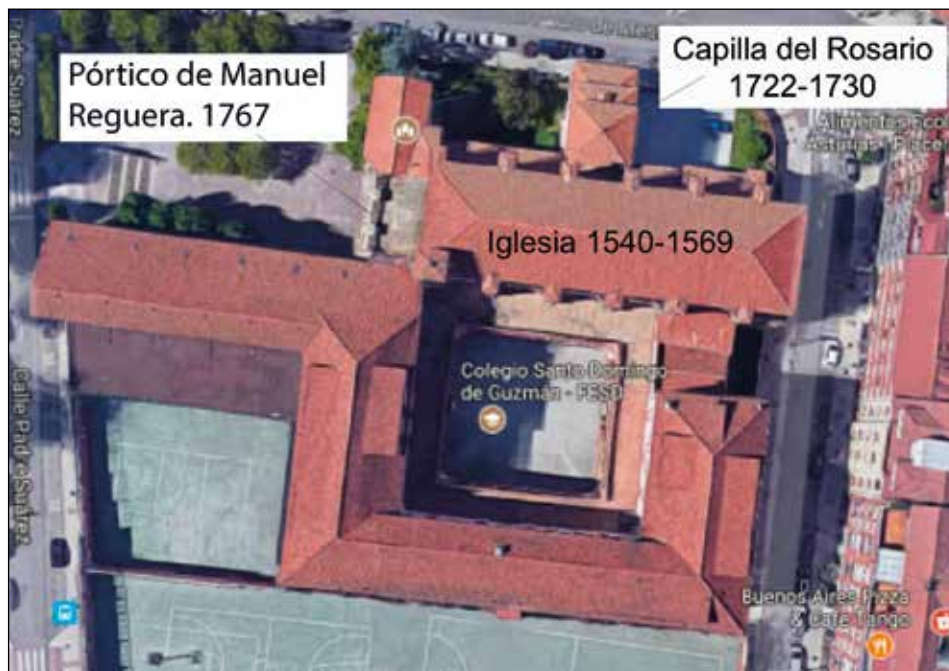 Padre Suárez
Pórtico de Manuel
Reguera. 1767
Capilla del Rosario
1722-1730
Iglesia 1540-1569
Colegio Santo Domingo
de Guzmán - FESD
Calle Padre Suárez
Buenos Aires Pizza
& Café Tango